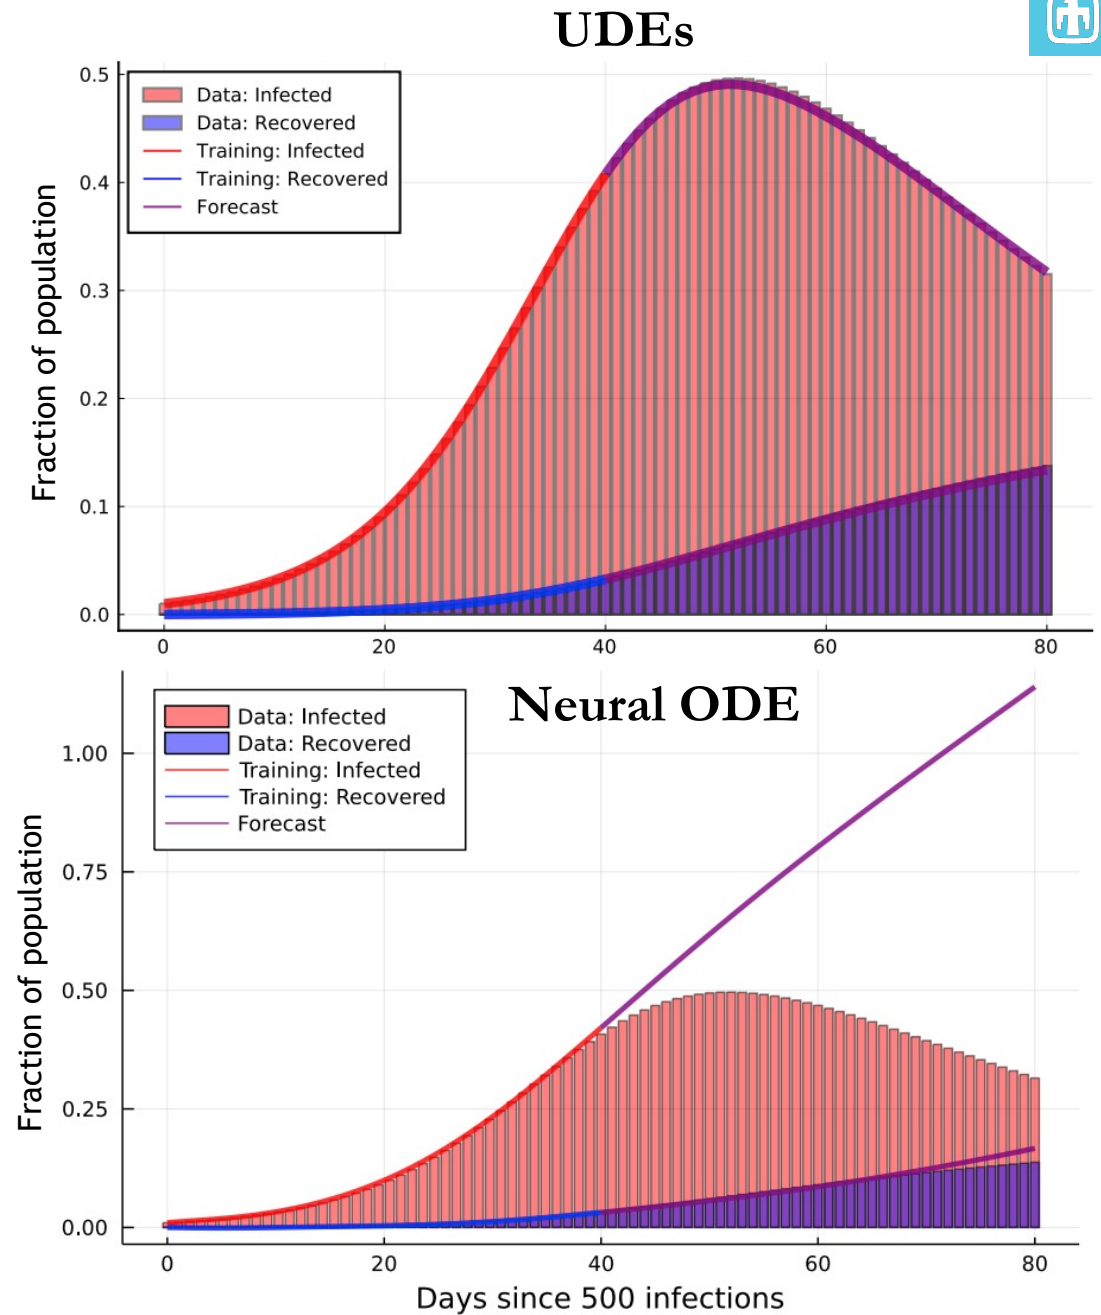 UDEs
Fraction of population
0.5
0.4
0.3
0.2
0.1
0.0
Data: Infected
Data: Recovered
Training: Infected
Training: Recovered
Forecast
0 20 40 60 80
Neural ODE
Fraction of population
1.00
0.75
0.50
0.25
0.00
Data: Infected
Data: Recovered
Training: Infected
Training: Recovered
Forecast
0 20 40 60 80
Days since 500 infections